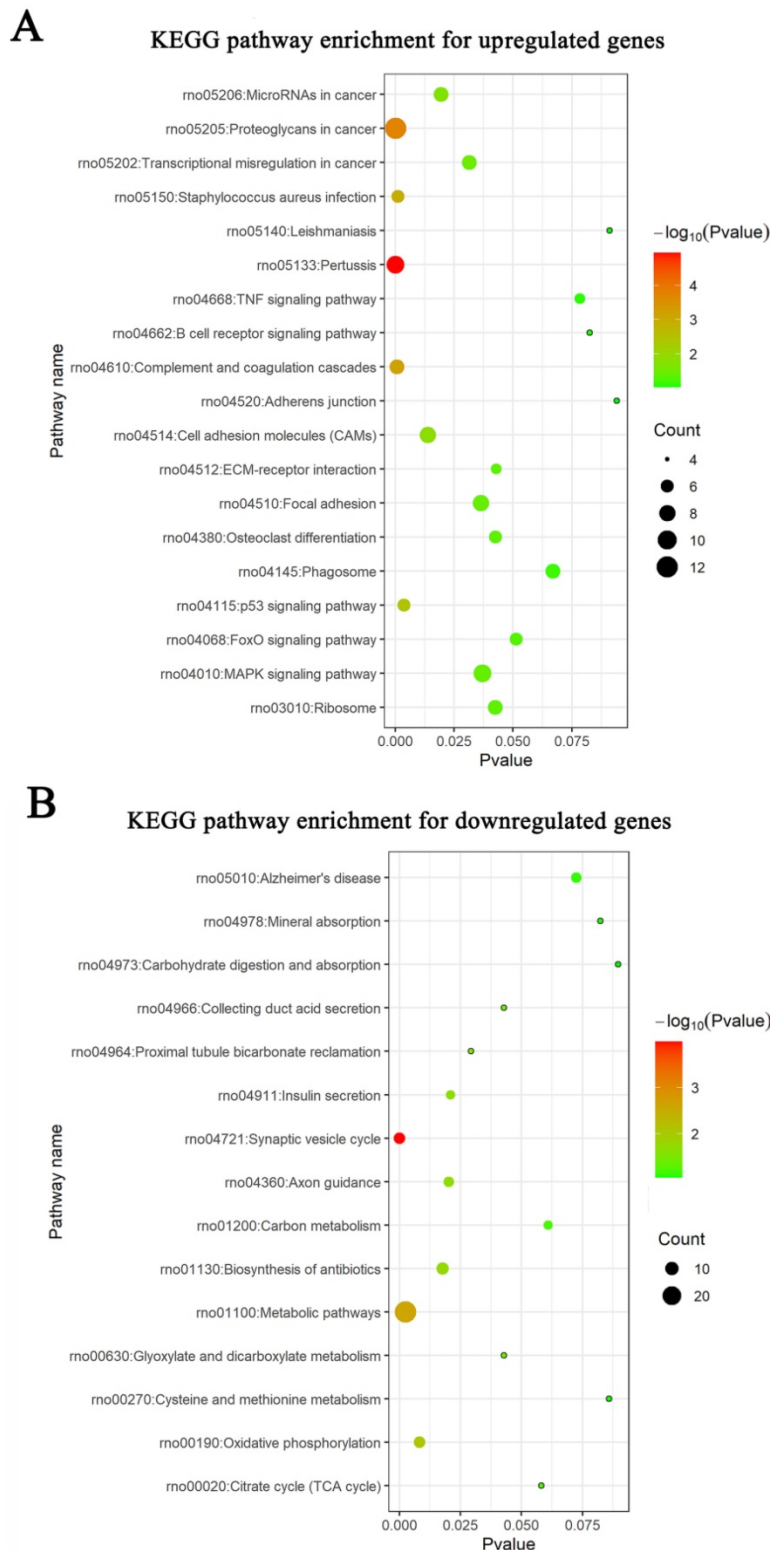 A
KEGG pathway enrichment for upregulated genes
rno05206:MicroRNAs in cancer
rno05205:Proteoglycans in cancer
rno05202:Transcriptional misregulation in cancer
rno05150:Staphylococcus aureus infection
rno05140:Leishmaniasis
rno05133:Pertussis
rno04668:TNF signaling pathway
rno04662:B cell receptor signaling pathway
rno04610:Complement and coagulation cascades
rno04520:Adherens junction
rno04514:Cell adhesion molecules (CAMs)
rno04512:ECM-receptor interaction
rno04510:Focal adhesion
rno04380:Osteoclast differentiation
rno04145:Phagosome
rno04115:p53 signaling pathway
rno04068:FoxO signaling pathway
rno04010:MAPK signaling pathway
rno03010:Ribosome
Pathway name
0.000 0.025 0.050 0.075
Pvalue
−log10(Pvalue)
4
3
2
Count
4
6
8
10
12
B
KEGG pathway enrichment for downregulated genes
rno05010:Alzheimer's disease
rno04978:Mineral absorption
rno04973:Carbohydrate digestion and absorption
rno04966:Collecting duct acid secretion
rno04964:Proximal tubule bicarbonate reclamation
rno04911:Insulin secretion
rno04721:Synaptic vesicle cycle
rno04360:Axon guidance
rno01200:Carbon metabolism
rno01130:Biosynthesis of antibiotics
rno01100:Metabolic pathways
rno00630:Glyoxylate and dicarboxylate metabolism
rno00270:Cysteine and methionine metabolism
rno00190:Oxidative phosphorylation
rno00020:Citrate cycle (TCA cycle)
Pathway name
0.000 0.025 0.050 0.075
Pvalue
−log10(Pvalue)
3
2
Count
10
20